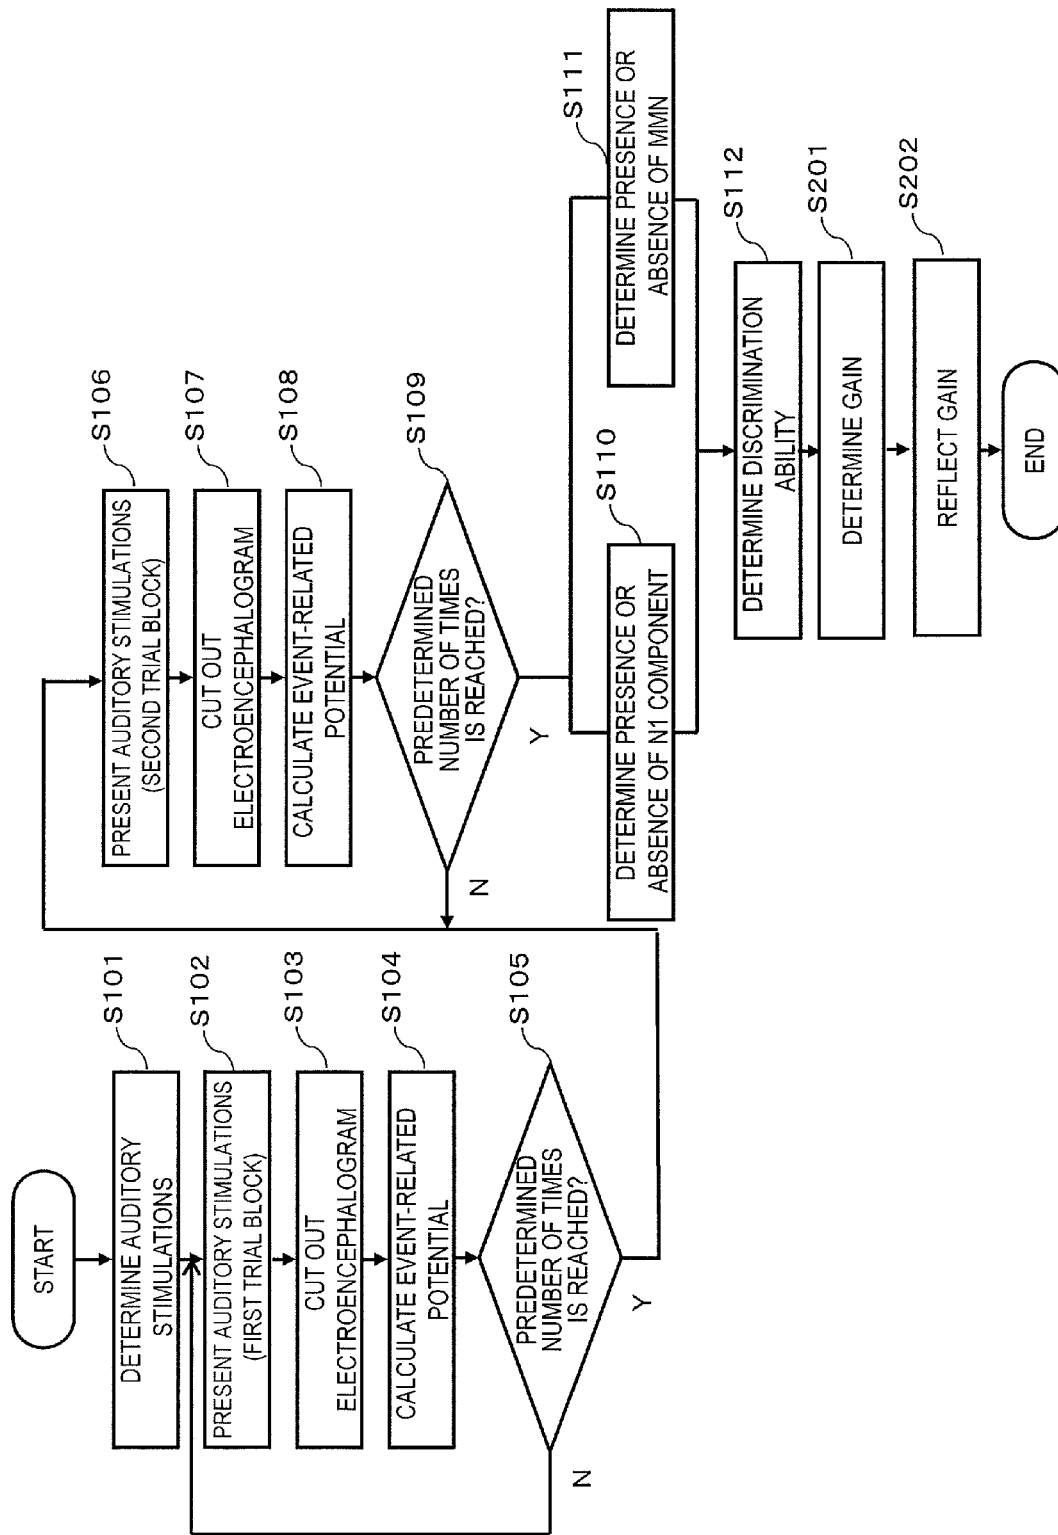 START
DETERMINE AUDITORY
STIMULATIONS
S101
PRESENT AUDITORY STIMULATIONS
(FIRST TRIAL BLOCK)
S102
CUT OUT
ELECTROENCEPHALOGRAM
S103
CALCULATE EVENT-RELATED
POTENTIAL
S104
PREDETERMINED
NUMBER OF TIMES
IS REACHED?
S105
N
Y
PRESENT AUDITORY STIMULATIONS
(SECOND TRIAL BLOCK)
S106
CUT OUT
ELECTROENCEPHALOGRAM
S107
CALCULATE EVENT-RELATED
POTENTIAL
S108
PREDETERMINED
NUMBER OF TIMES
IS REACHED?
S109
N
Y
DETERMINE PRESENCE OR
ABSENCE OF N1 COMPONENT
S110
DETERMINE PRESENCE OR
ABSENCE OF MMN
S111
DETERMINE DISCRIMINATION
ABILITY
S112
DETERMINE GAIN
S201
REFLECT GAIN
S202
END